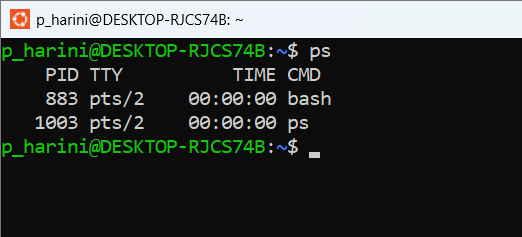 p_harini@DESKTOP-RJCS74B: ~
p_harini@DESKTOP-RJCS74B:~$ ps
    PID TTY          TIME CMD
    883 pts/2    00:00:00 bash
   1003 pts/2    00:00:00 ps
p_harini@DESKTOP-RJCS74B:~$